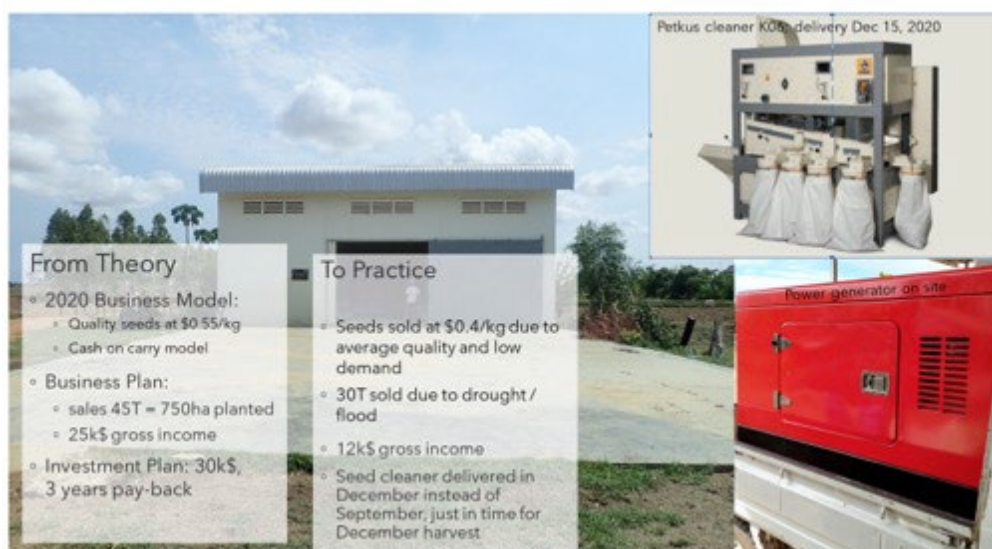 Petkus cleaner K06; delivery Dec 15, 2020
From Theory
◦ 2020 Business Model:
◦ Quality seeds at $0.55/kg
◦ Cash on carry model
◦ Business Plan:
◦ sales 45T = 750ha planted
◦ 25k$ gross income
◦ Investment Plan: 30k$,
3 years pay-back
To Practice
◦ Seeds sold at $0.4/kg due to
average quality and low
demand
◦ 30T sold due to drought /
flood
◦ 12k$ gross income
◦ Seed cleaner delivered in
December instead of
September, just in time for
December harvest
Power generator on site